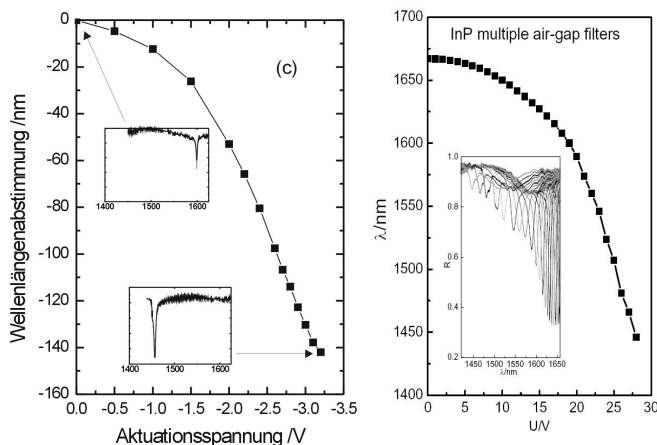 0
-20
-40
-60
-80
-100
-120
-140
-160
Wellenlängenabstimmung /nm
(c)
1400 1500 1600
1400 1500 1600
0.0 -0.5 -1.0 -1.5 -2.0 -2.5 -3.0 -3.5
Aktuationsspannung /V
1700
1650
1600
1550
1500
1450
1400
λ/nm
InP multiple air-gap filters
1.0
0.8
0.6
0.4
0.2
R
1450 1500 1550 1600 1650
λ/nm
0 5 10 15 20 25 30
U/V